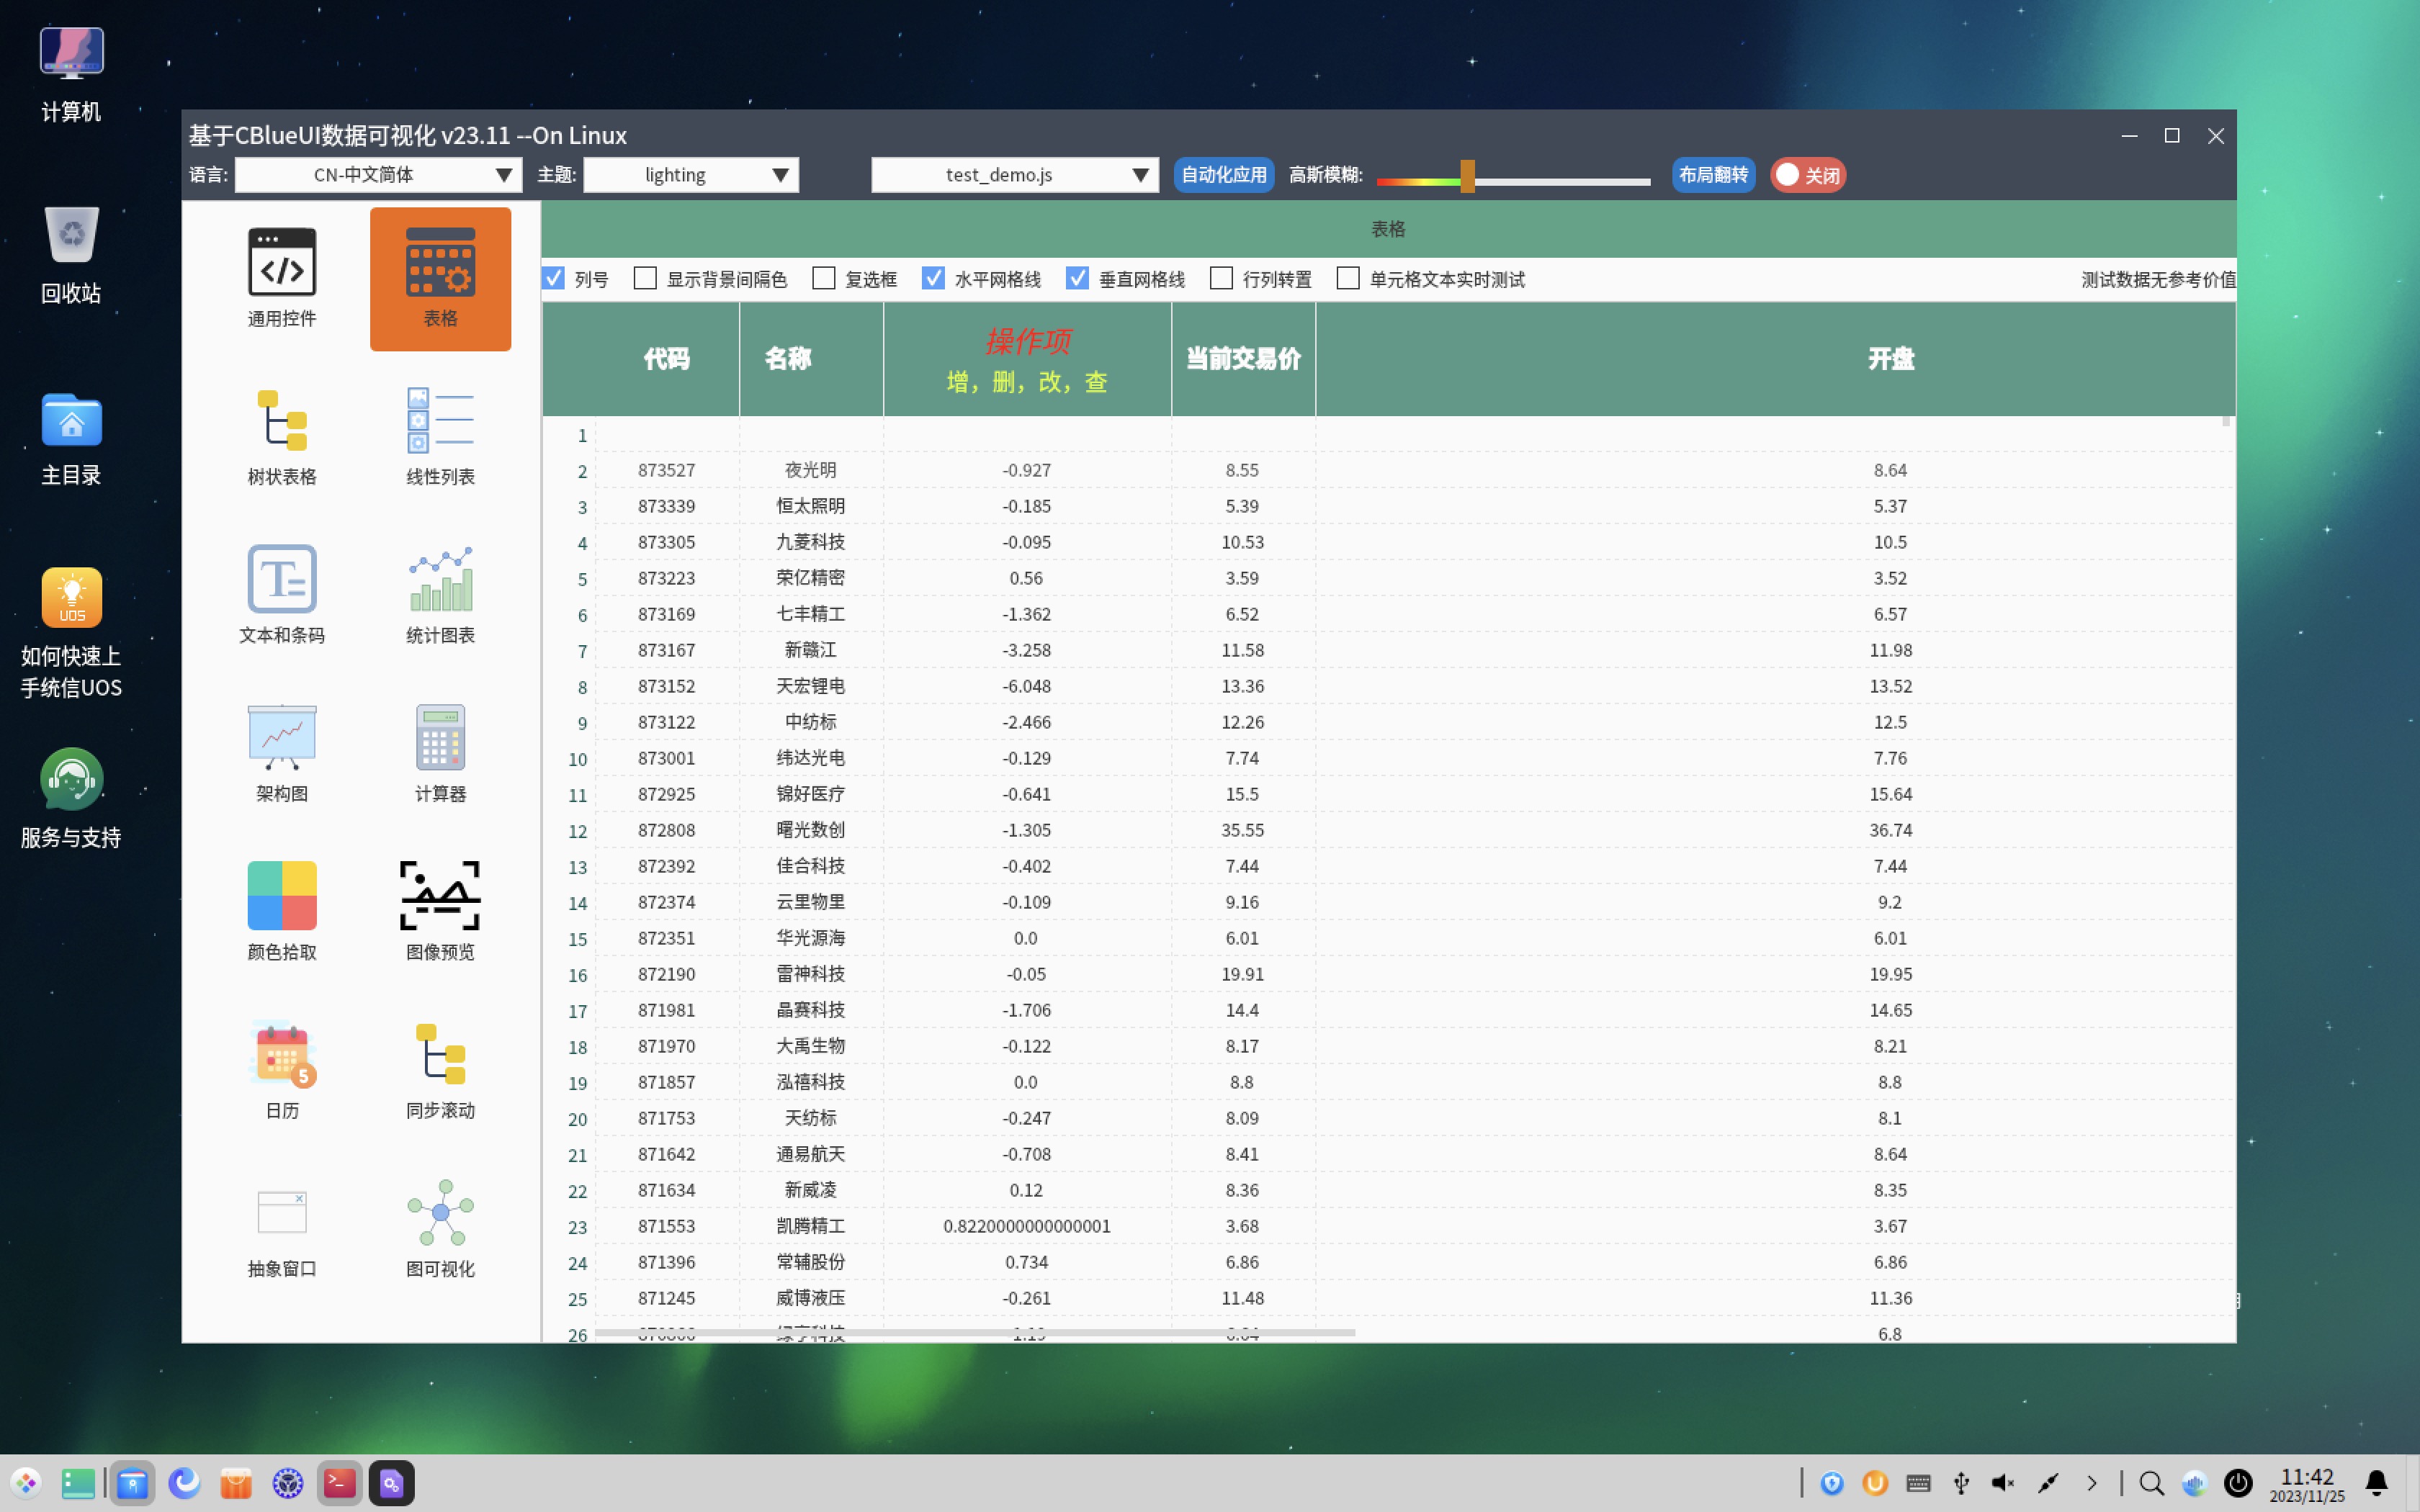 计算机
回收站
主目录
UOS
如何快速上
手统信UOS
服务与支持
基于CBlueUI数据可视化 v23.11 --On Linux
语言: CN-中文简体 主题: lighting test_demo.js 自动化应用 高斯模糊: 布局翻转 关闭
通用控件 表格
树状表格 线性列表
文本和条码 统计图表
架构图 计算器
颜色拾取 图像预览
5
日历 同步滚动
抽象窗口 图可视化
表格
列号 显示背景间隔色 复选框 水平网格线 垂直网格线 行列转置 单元格文本实时测试 测试数据无参考价值
操作项
代码 名称 增，删，改，查 当前交易价 开盘
1
2 873527 夜光明 -0.927 8.55 8.64
3 873339 恒太照明 -0.185 5.39 5.37
4 873305 九菱科技 -0.095 10.53 10.5
5 873223 荣亿精密 0.56 3.59 3.52
6 873169 七丰精工 -1.362 6.52 6.57
7 873167 新赣江 -3.258 11.58 11.98
8 873152 天宏锂电 -6.048 13.36 13.52
9 873122 中纺标 -2.466 12.26 12.5
10 873001 纬达光电 -0.129 7.74 7.76
11 872925 锦好医疗 -0.641 15.5 15.64
12 872808 曙光数创 -1.305 35.55 36.74
13 872392 佳合科技 -0.402 7.44 7.44
14 872374 云里物里 -0.109 9.16 9.2
15 872351 华光源海 0.0 6.01 6.01
16 872190 雷神科技 -0.05 19.91 19.95
17 871981 晶赛科技 -1.706 14.4 14.65
18 871970 大禹生物 -0.122 8.17 8.21
19 871857 泓禧科技 0.0 8.8 8.8
20 871753 天纺标 -0.247 8.09 8.1
21 871642 通易航天 -0.708 8.41 8.64
22 871634 新威凌 0.12 8.36 8.35
23 871553 凯腾精工 0.8220000000000001 3.68 3.67
24 871396 常辅股份 0.734 6.86 6.86
25 871245 威博液压 -0.261 11.48 11.36
26 6.8
11:42
2023/11/25